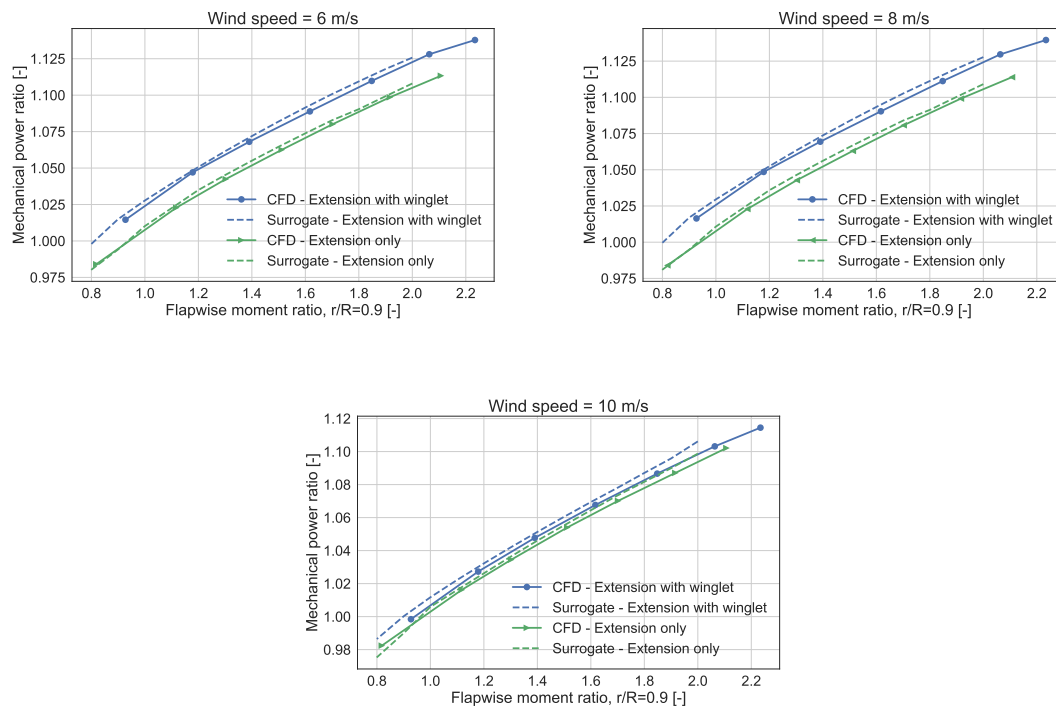 Wind speed = 6 m/s
Mechanical power ratio [-]
1.125
1.100
1.075
1.050
1.025
1.000
0.975
CFD - Extension with winglet
Surrogate - Extension with winglet
CFD - Extension only
Surrogate - Extension only
0.8 1.0 1.2 1.4 1.6 1.8 2.0 2.2
Flapwise moment ratio, r/R=0.9 [-]
Wind speed = 8 m/s
Mechanical power ratio [-]
1.125
1.100
1.075
1.050
1.025
1.000
0.975
CFD - Extension with winglet
Surrogate - Extension with winglet
CFD - Extension only
Surrogate - Extension only
0.8 1.0 1.2 1.4 1.6 1.8 2.0 2.2
Flapwise moment ratio, r/R=0.9 [-]
Wind speed = 10 m/s
Mechanical power ratio [-]
1.12
1.10
1.08
1.06
1.04
1.02
1.00
0.98
CFD - Extension with winglet
Surrogate - Extension with winglet
CFD - Extension only
Surrogate - Extension only
0.8 1.0 1.2 1.4 1.6 1.8 2.0 2.2
Flapwise moment ratio, r/R=0.9 [-]